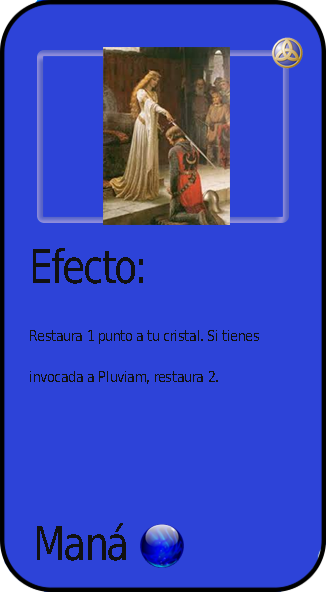 Efecto:
Restaura 1 punto a tu cristal. Si tienes
invocada a Pluviam, restaura 2.
Maná